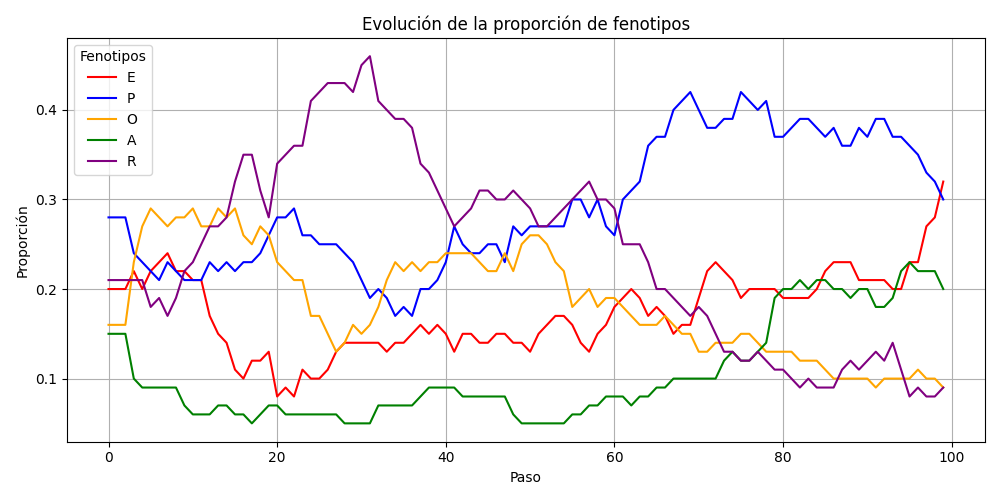 Evolución de la proporción de fenotipos
Fenotipos
E
P
O
A
R
Proporción
0.4
0.3
0.2
0.1
0 20 40 60 80 100
Paso